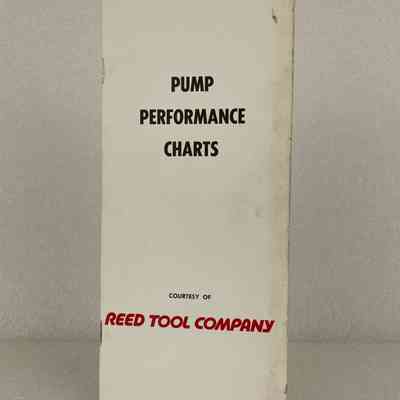 PUMP
PERFORMANCE
CHARTS
COURTESY OF
REED TOOL COMPANY